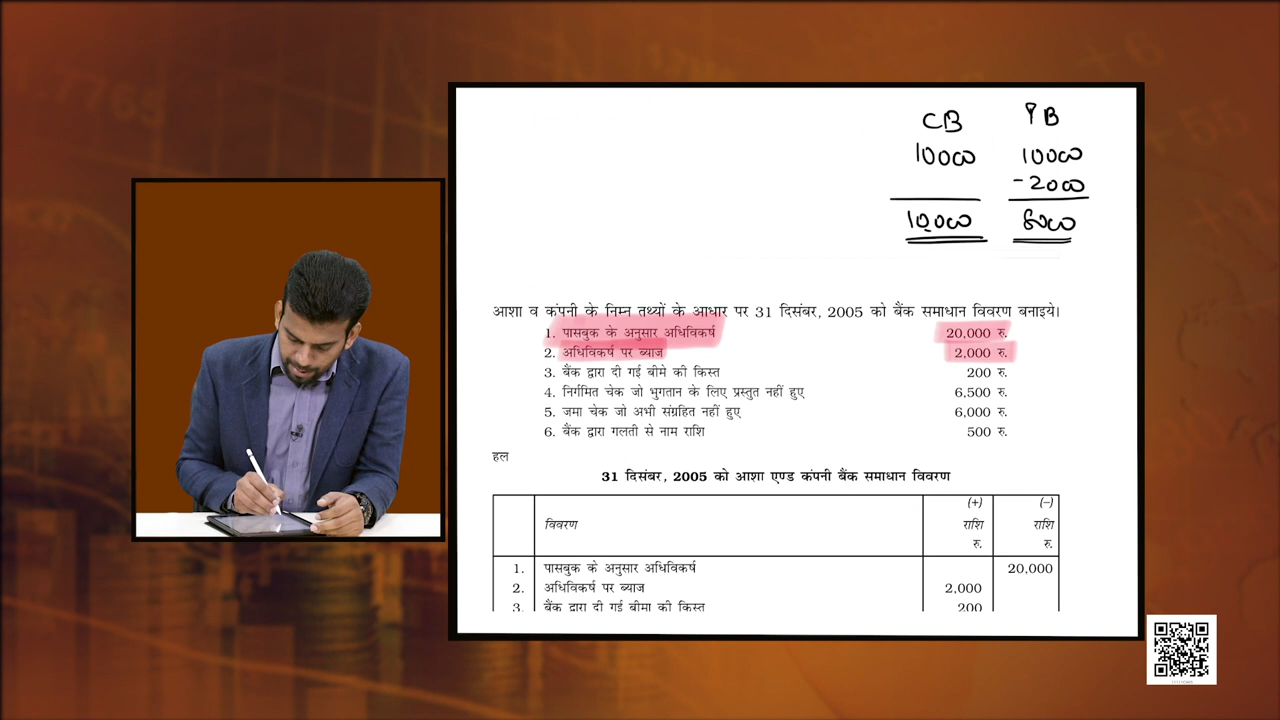 CB PB
10000 10000
-2000
10,000 8000
आशा व कंपनी के निम्न तथ्यों के आधार पर 31 दिसंबर, 2005 को बैंक समाधान विवरण बनाइये।
1. पासबुक के अनुसार अधिविकर्ष 20,000 रु.
2. अधिविकर्ष पर ब्याज 2,000 रु.
3. बैंक द्वारा दी गई बीमे की किस्त 200 रु.
4. निर्गमित चेक जो भुगतान के लिए प्रस्तुत नहीं हुए 6,500 रु.
5. जमा चेक जो अभी संग्रहित नहीं हुए 6,000 रु.
6. बैंक द्वारा गलती से नाम राशि 500 रु.
हल
31 दिसंबर, 2005 को आशा एण्ड कंपनी बैंक समाधान विवरण
(+) (–)
विवरण राशि राशि
रु. रु.
1. पासबुक के अनुसार अधिविकर्ष 20,000
2. अधिविकर्ष पर ब्याज 2,000
3. बैंक द्वारा दी गई बीमा की किस्त 200